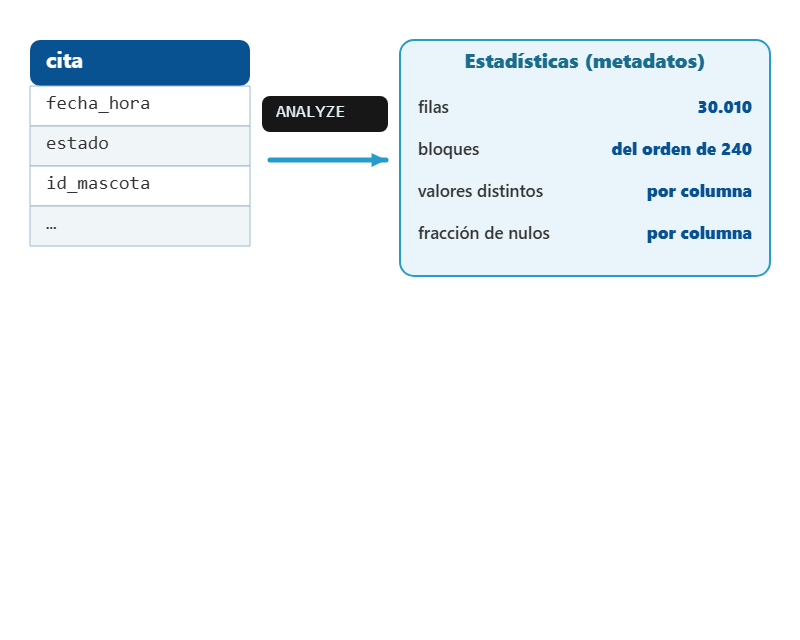 cita
fecha_hora
estado
id_mascota
…
ANALYZE
Estadísticas (metadatos)
filas 30.010
bloques del orden de 240
valores distintos por columna
fracción de nulos por columna